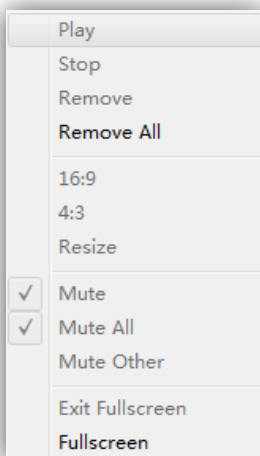 Play
Stop
Remove
Remove All
16:9
4:3
Resize
Mute
Mute All
Mute Other
Exit Fullscreen
Fullscreen